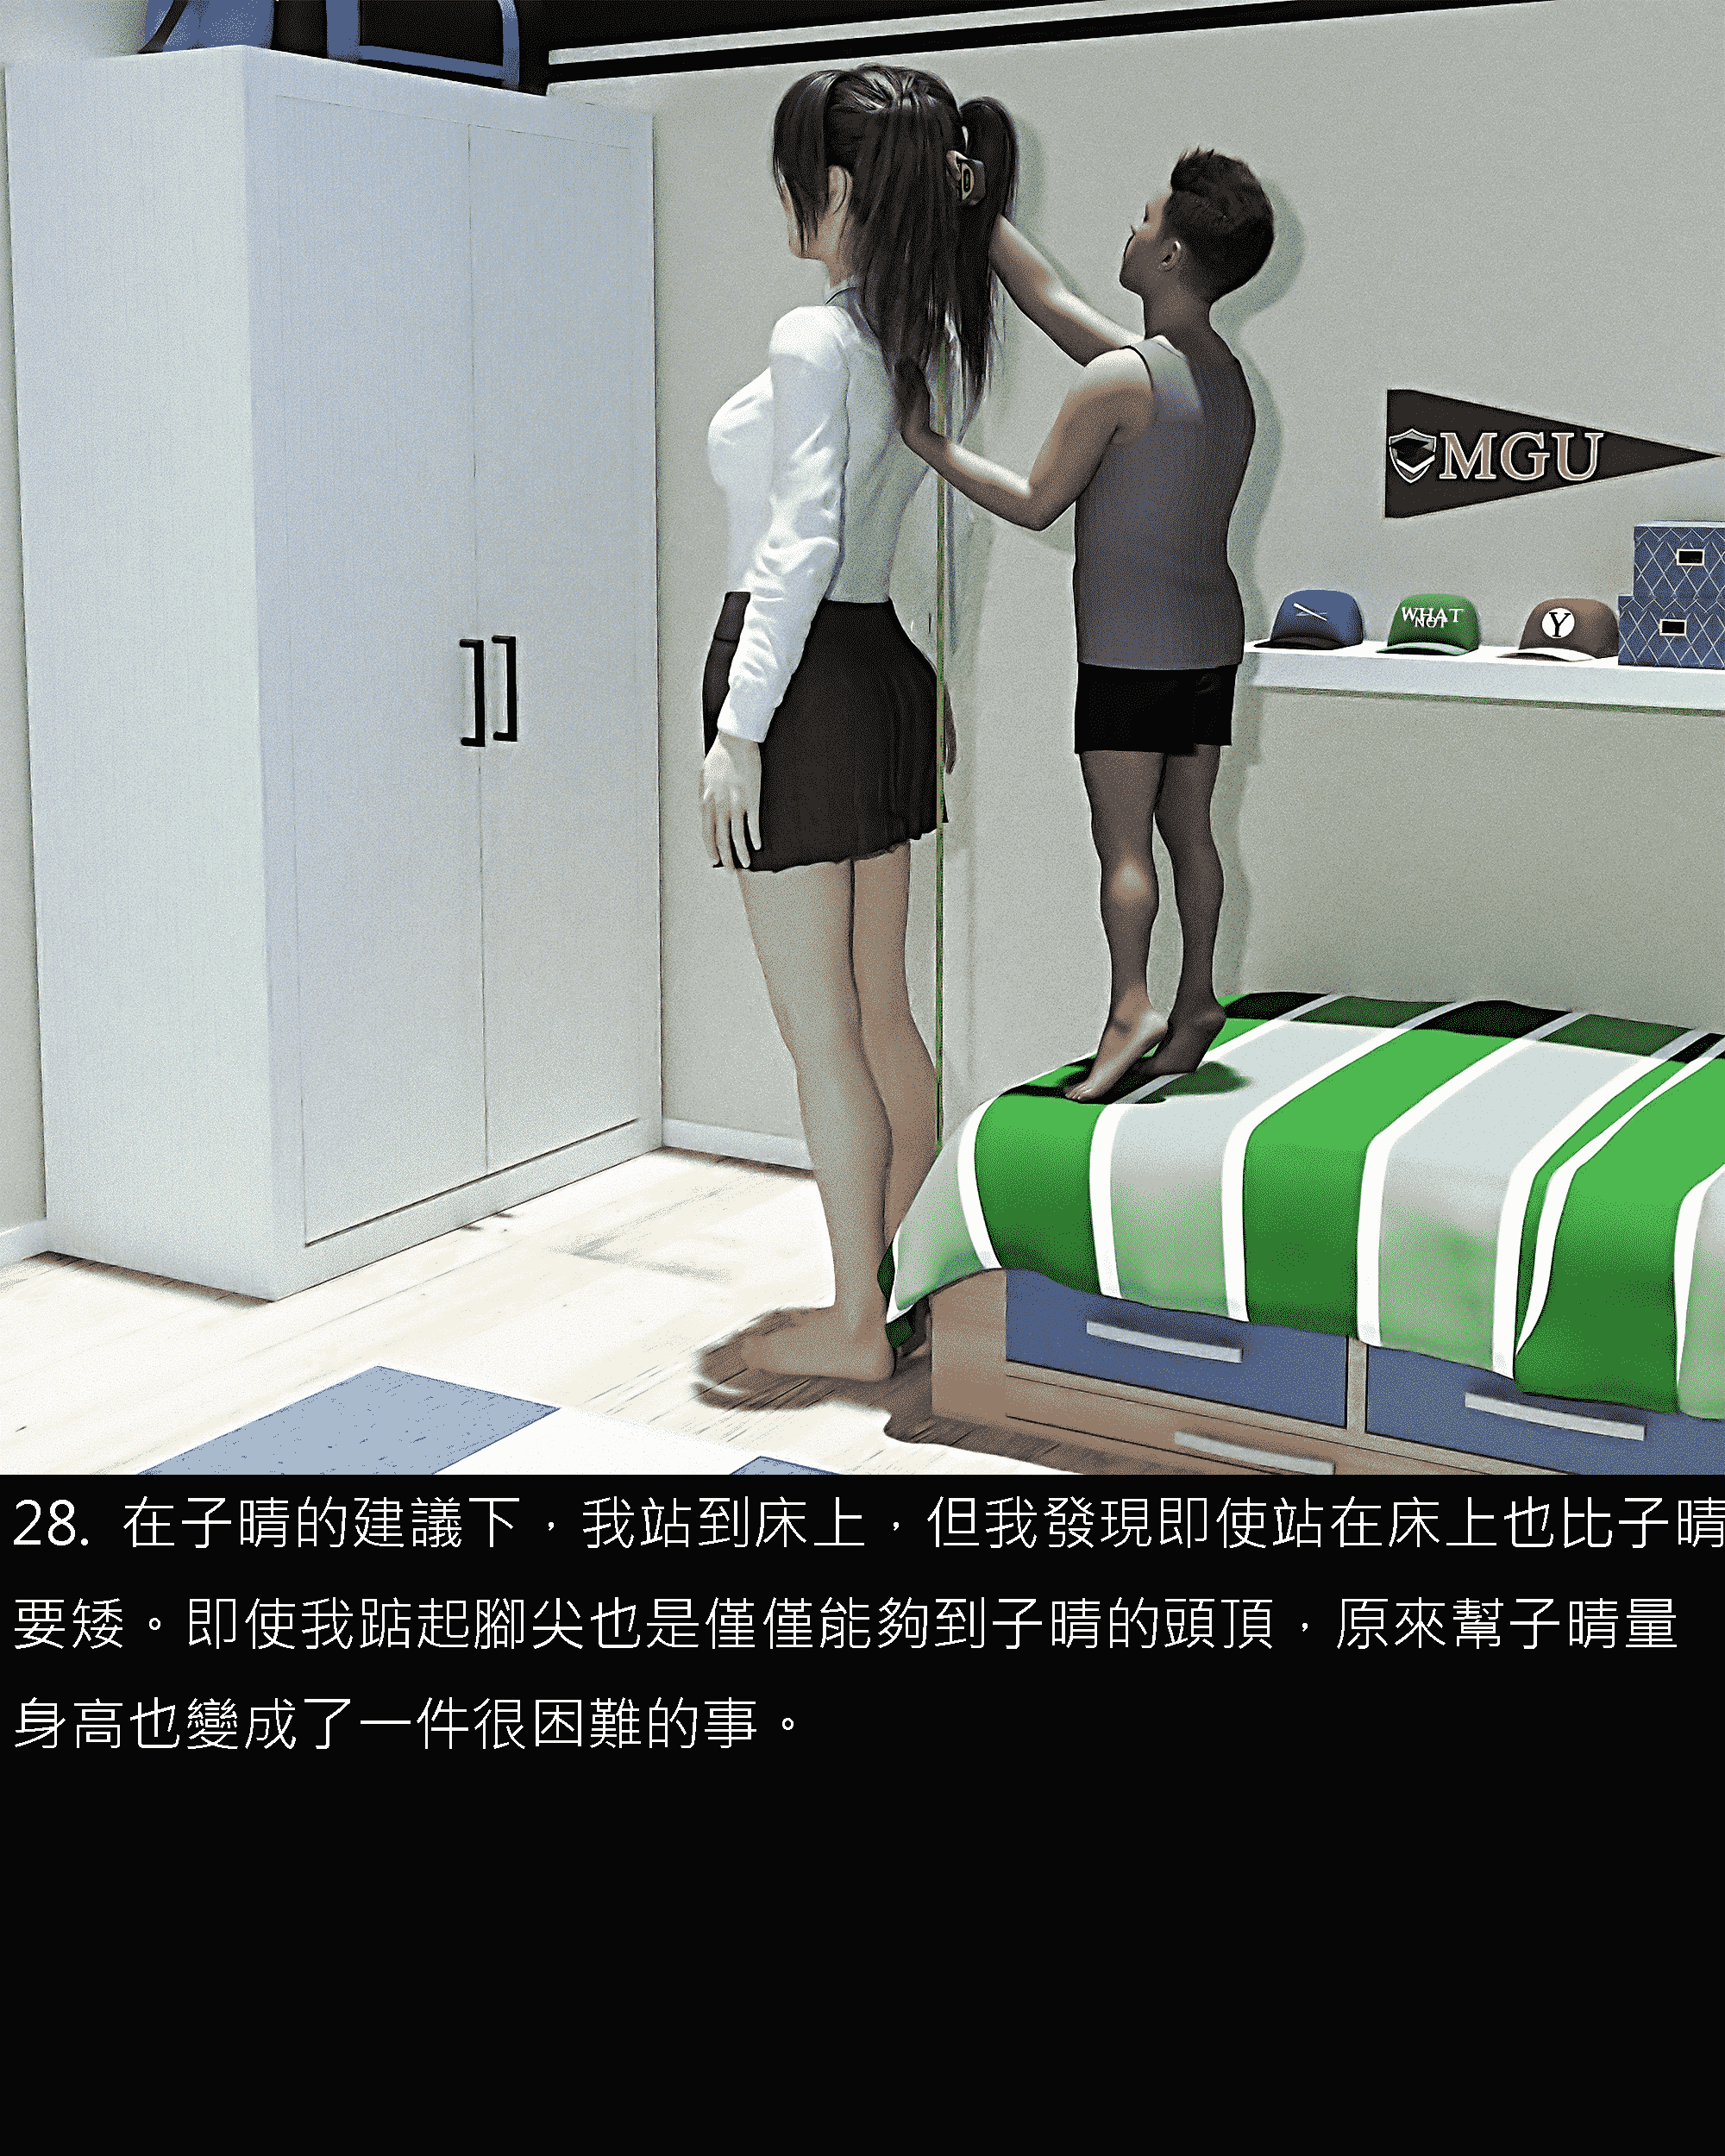 MGU
WHAT
NOT
Y
28. 在子晴的建議下，我站到床上，但我發現即使站在床上也比子晴
要矮。即使我踮起腳尖也是僅僅能夠到子晴的頭頂，原來幫子晴量
身高也變成了一件很困難的事。